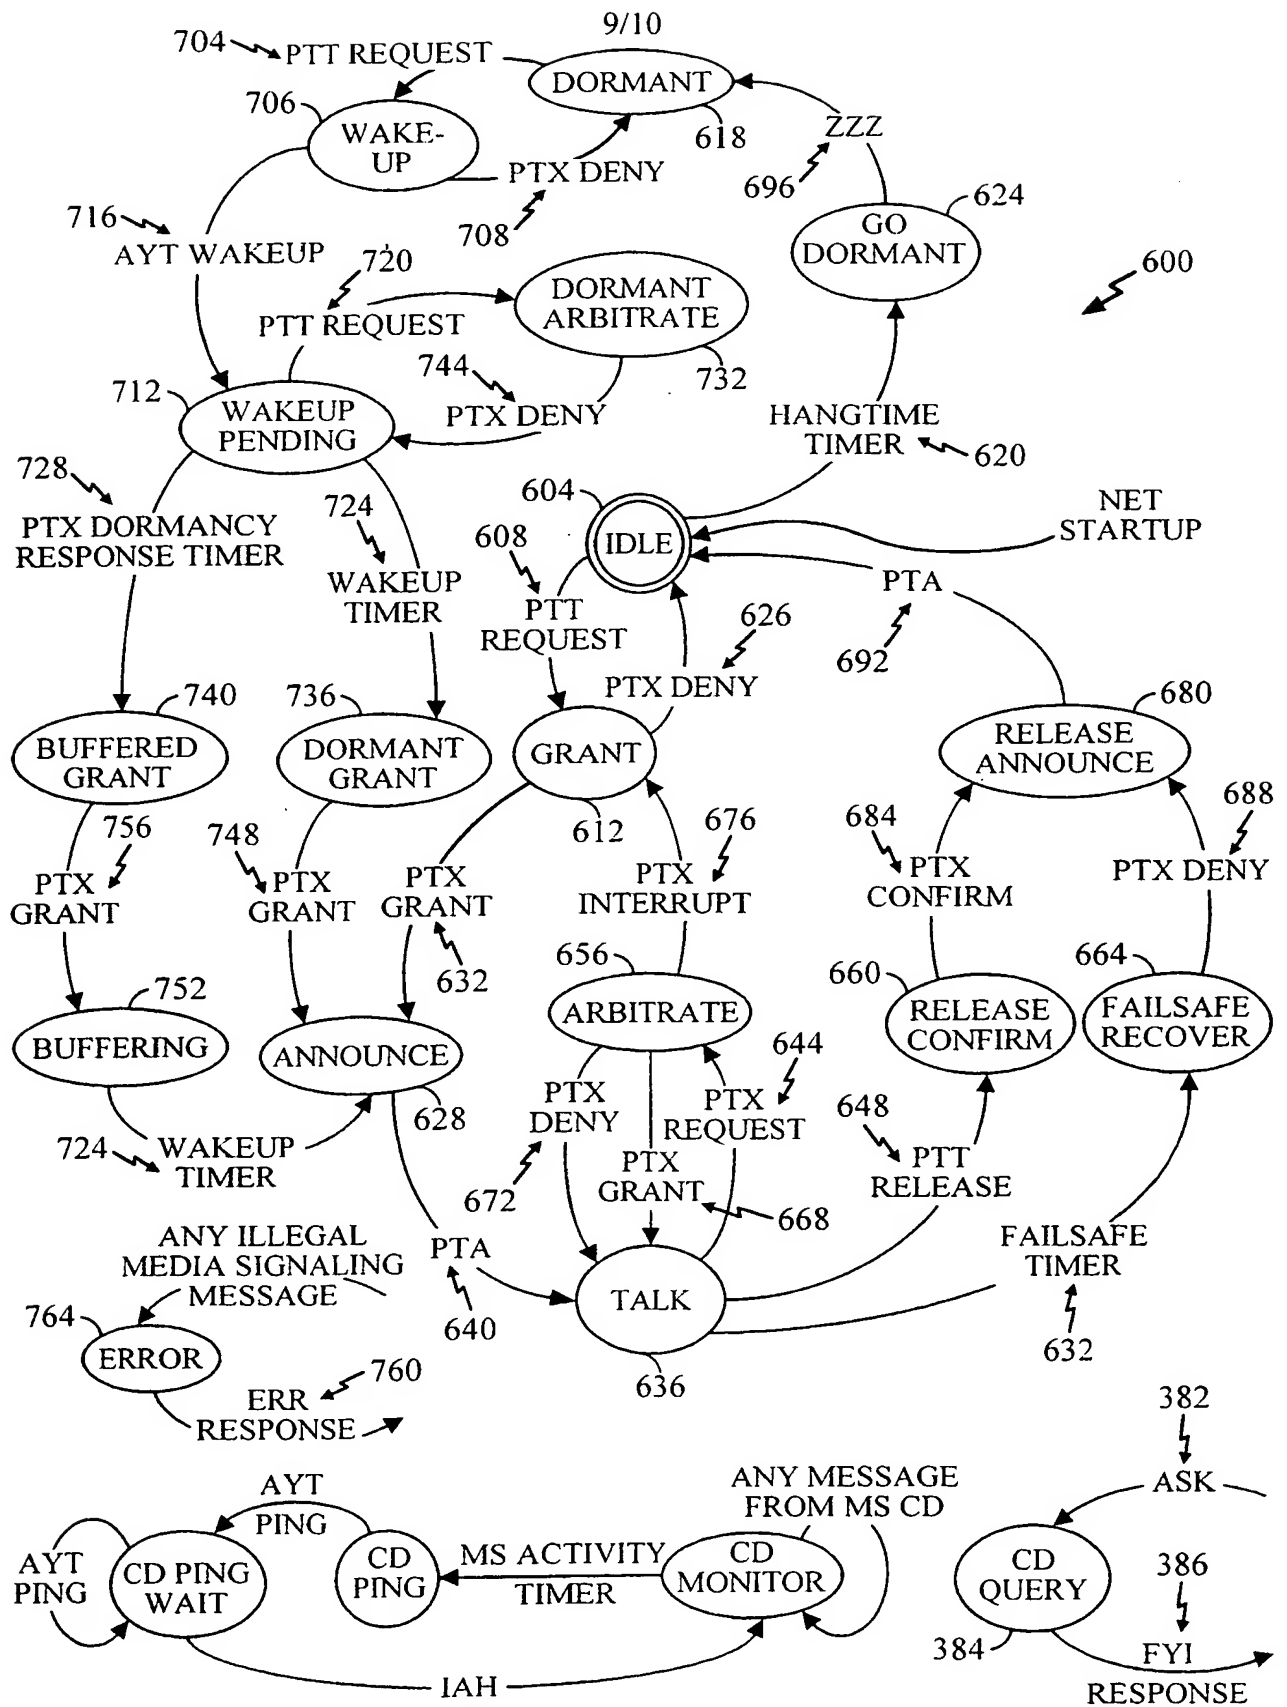 9/10
704
PTT REQUEST
DORMANT
618
706
WAKE-
UP
PTX DENY
708
ZZZ
696
GO
DORMANT
624
600
716
AYT WAKEUP
720
PTT REQUEST
DORMANT
ARBITRATE
732
744
PTX DENY
712
WAKEUP
PENDING
HANGTIME
TIMER
620
728
PTX DORMANCY
RESPONSE TIMER
724
WAKEUP
TIMER
604
IDLE
NET
STARTUP
608
PTT
REQUEST
626
PTX DENY
PTA
692
740
BUFFERED
GRANT
736
DORMANT
GRANT
GRANT
612
680
RELEASE
ANNOUNCE
756
PTX
GRANT
748
PTX
GRANT
PTX
GRANT
632
676
PTX
INTERRUPT
684
PTX
CONFIRM
688
PTX DENY
752
BUFFERING
ANNOUNCE
628
656
ARBITRATE
660
RELEASE
CONFIRM
664
FAILSAFE
RECOVER
724
WAKEUP
TIMER
PTX
DENY
672
PTX
GRANT
668
644
PTX
REQUEST
648
PTT
RELEASE
FAILSAFE
TIMER
632
PTA
640
TALK
636
ANY ILLEGAL
MEDIA SIGNALING
MESSAGE
764
ERROR
760
ERR
RESPONSE
AYT
PING
AYT
PING
CD PING
WAIT
CD
PING
MS ACTIVITY
TIMER
ANY MESSAGE
FROM MS CD
CD
MONITOR
IAH
382
ASK
CD
QUERY
384
386
FYI
RESPONSE